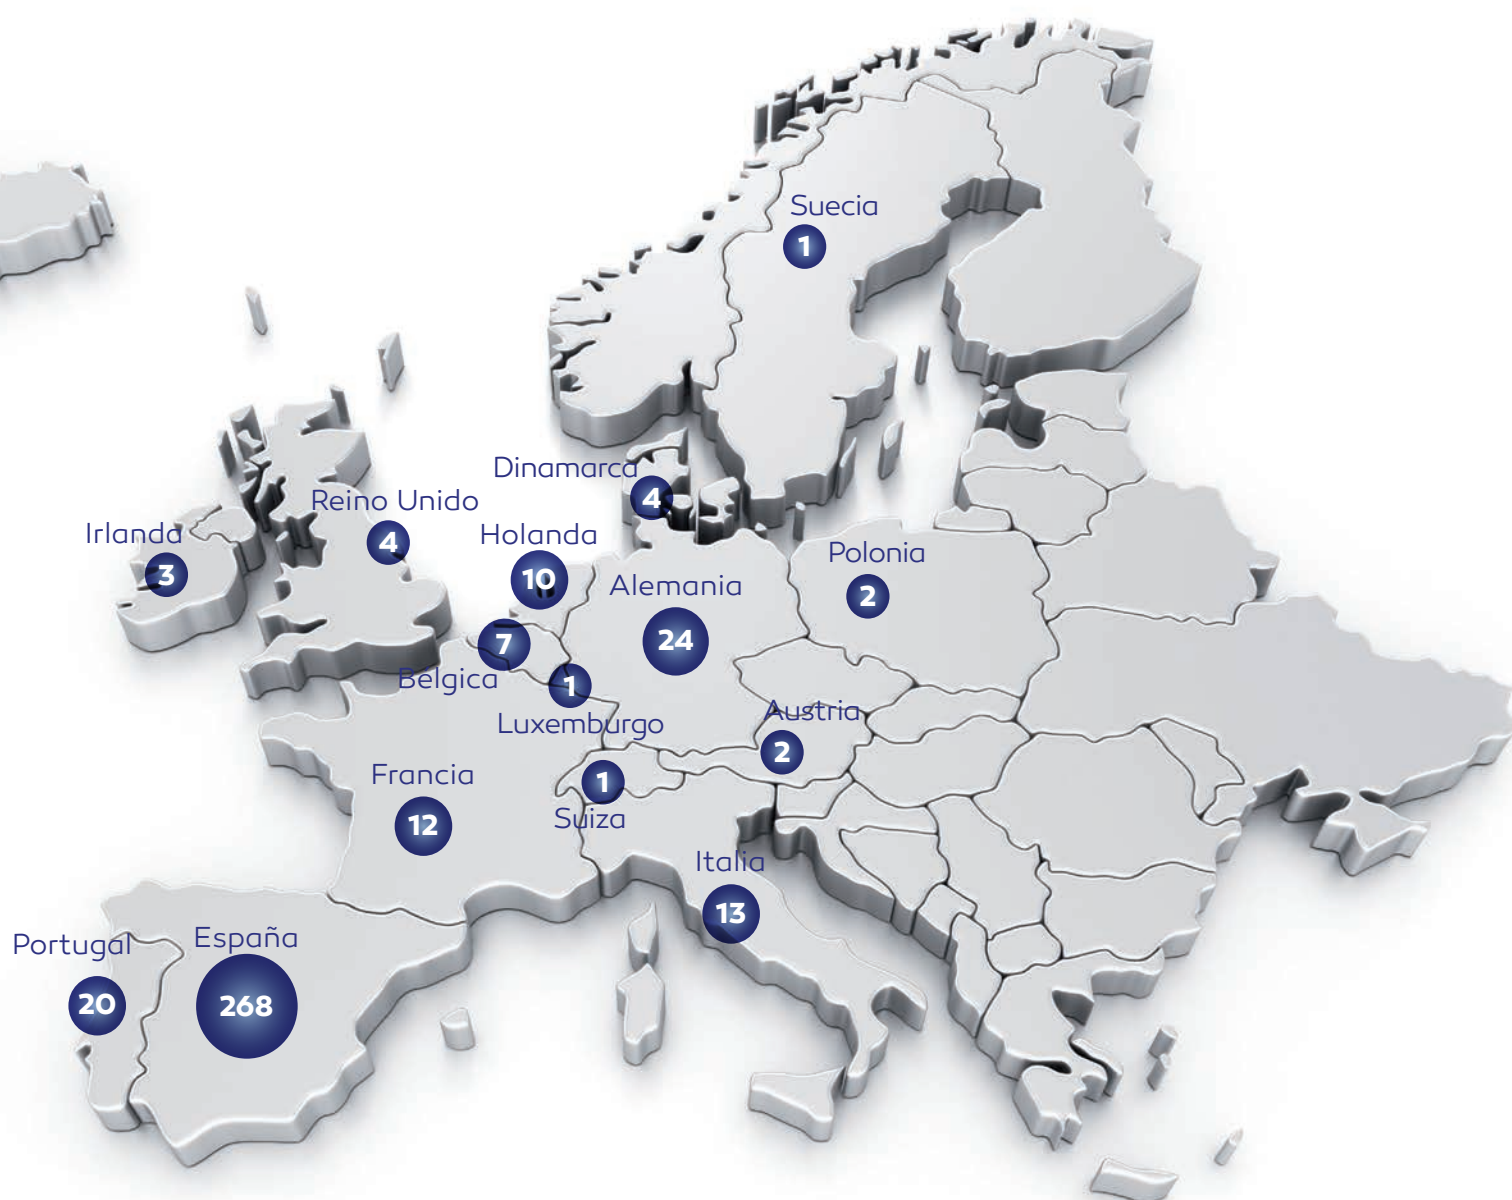 Suecia
1
Dinamarca
4
Reino Unido
4
Irlanda
3
Holanda
10
Polonia
2
Alemania
24
7
Bélgica
1
Luxemburgo
Austria
2
Francia
12
1
Suiza
Italia
13
Portugal
20
España
268